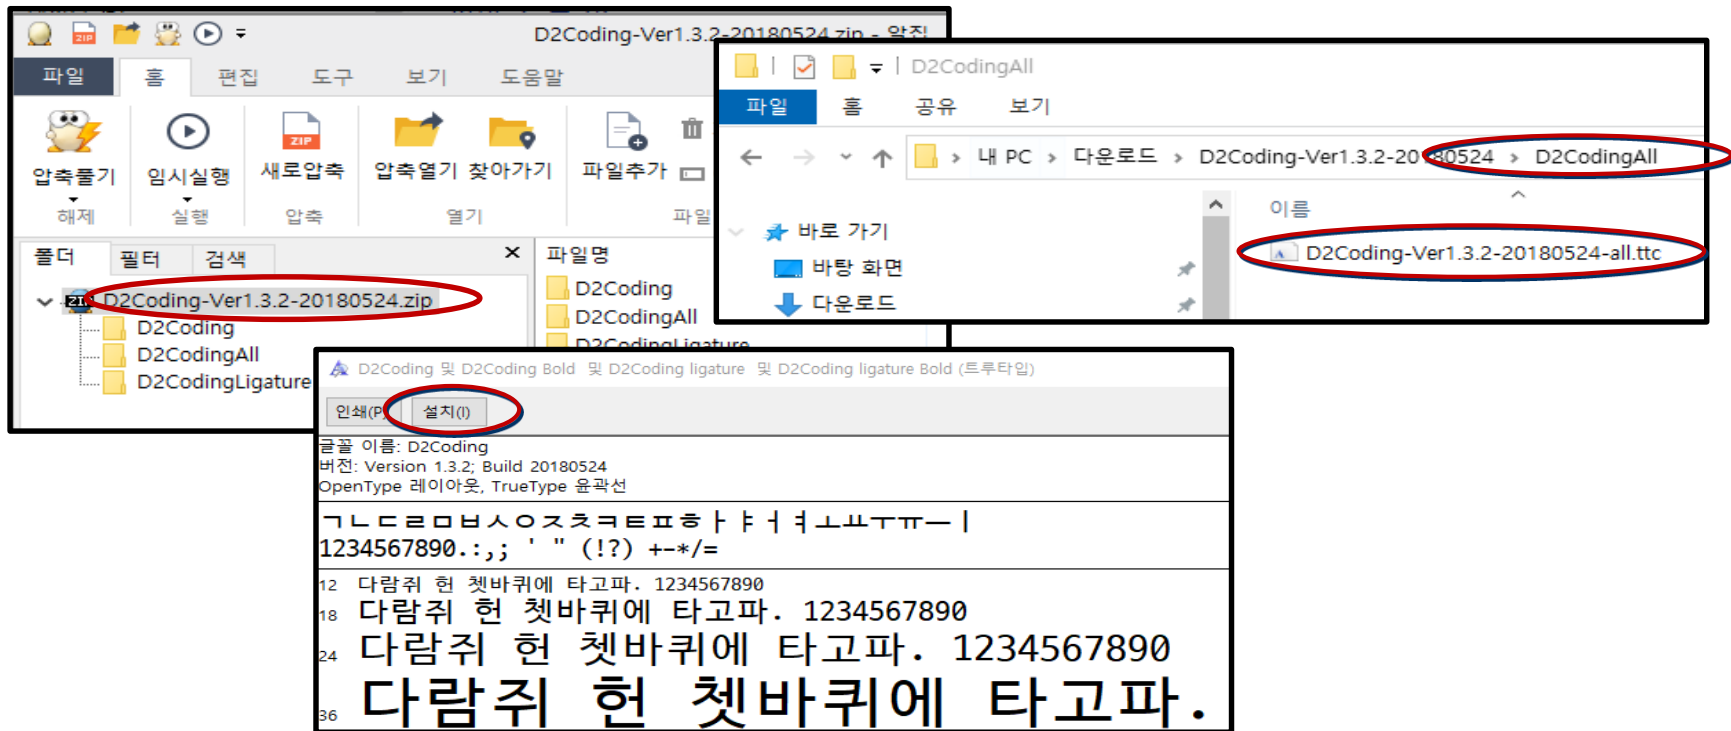 D2Coding-Ver1.3.2-20180524.zip - 알집
파일 홈 편집 도구 보기 도움말
압축풀기 임시실행 새로압축 압축열기 찾아가기 파일추가
해제 실행 압축 열기 파일
폴더 필터 검색
D2Coding-Ver1.3.2-20180524.zip
D2Coding
D2CodingAll
D2CodingLigature
파일명
D2Coding
D2CodingAll
D2CodingLigature
D2CodingAll
파일 홈 공유 보기
내 PC > 다운로드 > D2Coding-Ver1.3.2-20180524 > D2CodingAll
바로 가기
바탕 화면
다운로드
이름
D2Coding-Ver1.3.2-20180524-all.ttc
D2Coding 및 D2Coding Bold 및 D2Coding ligature 및 D2Coding ligature Bold (트루타입)
인쇄(P) 설치(I)
글꼴 이름: D2Coding
버전: Version 1.3.2; Build 20180524
OpenType 레이아웃, TrueType 윤곽선
ㄱㄴㄷㄹㅁㅂㅅㅇㅈㅊㅋㅌㅍㅎㅏㅑㅓㅕㅗㅛㅜㅠㅡㅣ
1234567890.:,; ' " (!?) +-*/=
12 다람쥐 헌 쳇바퀴에 타고파. 1234567890
18 다람쥐 헌 쳇바퀴에 타고파. 1234567890
24 다람쥐 헌 쳇바퀴에 타고파. 1234567890
36 다람쥐 헌 쳇바퀴에 타고파.